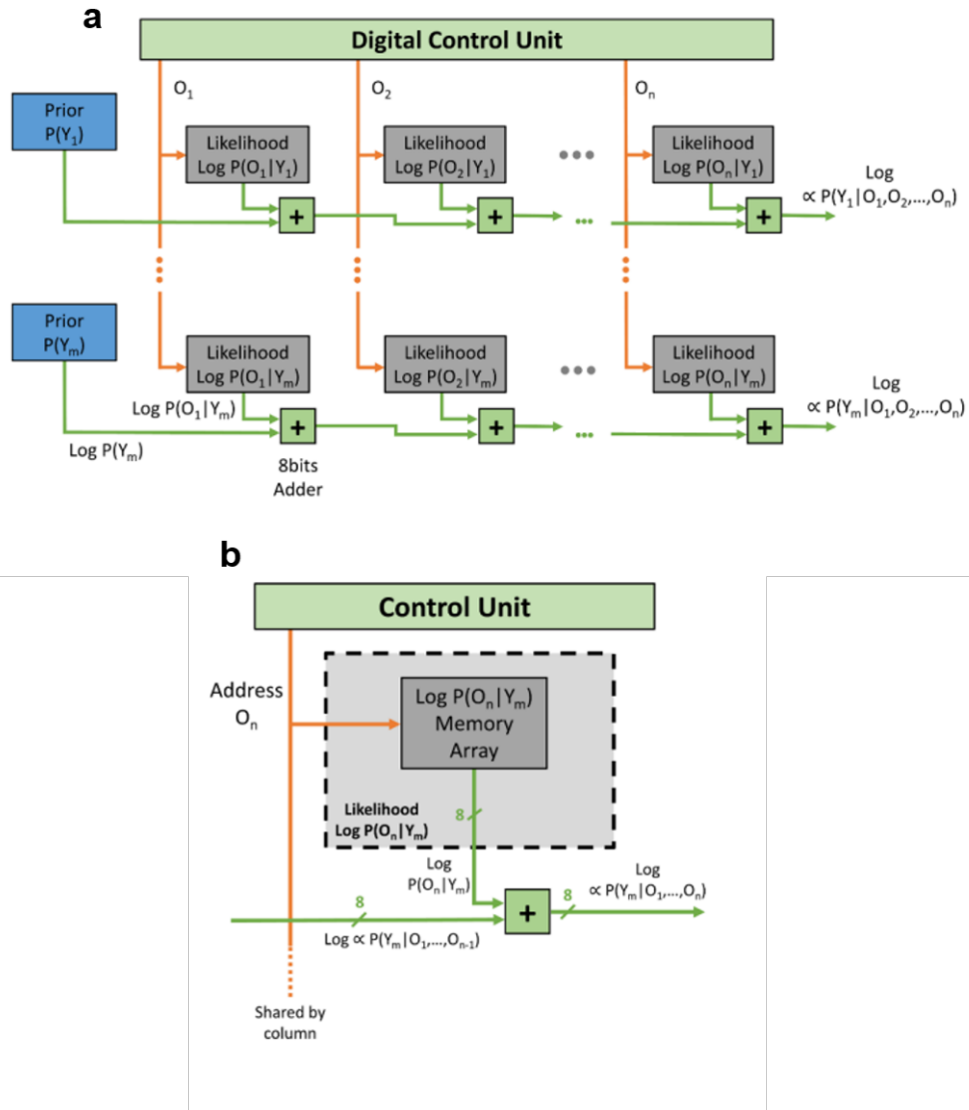 a
Digital Control Unit
O₁
O₂
Oₙ
Prior
P(Y₁)
Likelihood
Log P(O₁|Y₁)
Likelihood
Log P(O₂|Y₁)
•••
Likelihood
Log P(Oₙ|Y₁)
+
+
...
+
Log
∝ P(Y₁|O₁,O₂,...,Oₙ)
Prior
P(Yₘ)
Likelihood
Log P(O₁|Yₘ)
Likelihood
Log P(O₂|Yₘ)
•••
Likelihood
Log P(Oₙ|Yₘ)
Log P(O₁|Yₘ)
Log P(Yₘ)
+
+
...
+
Log
∝ P(Yₘ|O₁,O₂,...,Oₙ)
8bits
Adder
b
Control Unit
Address
Oₙ
Log P(Oₙ|Yₘ)
Memory
Array
Likelihood
Log P(Oₙ|Yₘ)
8
Log
P(Oₙ|Yₘ)
8
Log ∝ P(Yₘ|O₁,...,Oₙ₋₁)
+
8
Log
∝ P(Yₘ|O₁,...,Oₙ)
Shared by
column